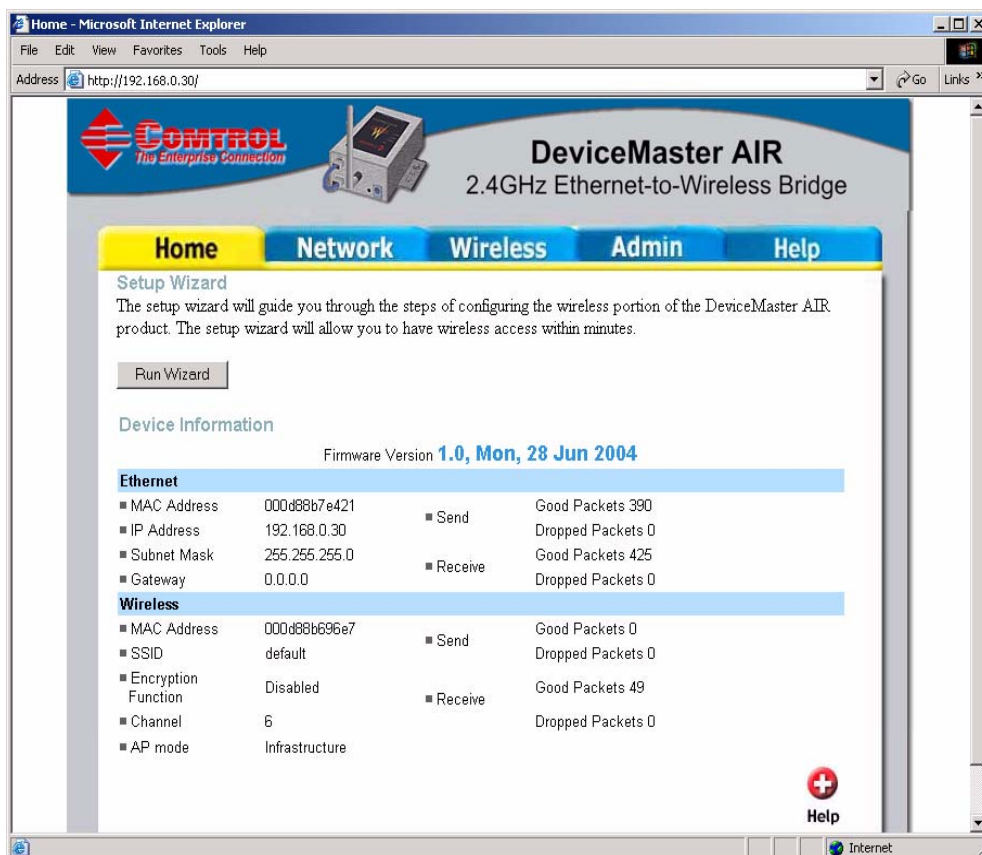 Home - Microsoft Internet Explorer
File Edit View Favorites Tools Help
Address http://192.168.0.30/ Go Links »
COMTROL
The Enterprise Connection
DeviceMaster AIR
2.4GHz Ethernet-to-Wireless Bridge
Home Network Wireless Admin Help
Setup Wizard
The setup wizard will guide you through the steps of configuring the wireless portion of the DeviceMaster AIR
product. The setup wizard will allow you to have wireless access within minutes.
Run Wizard
Device Information
Firmware Version 1.0, Mon, 28 Jun 2004
Ethernet
MAC Address 000d88b7e421 Send Good Packets 390
IP Address 192.168.0.30 Dropped Packets 0
Subnet Mask 255.255.255.0 Receive Good Packets 425
Gateway 0.0.0.0 Dropped Packets 0
Wireless
MAC Address 000d88b696e7 Send Good Packets 0
SSID default Dropped Packets 0
Encryption
Function Disabled Receive Good Packets 49
Channel 6 Dropped Packets 0
AP mode Infrastructure
Help
Internet